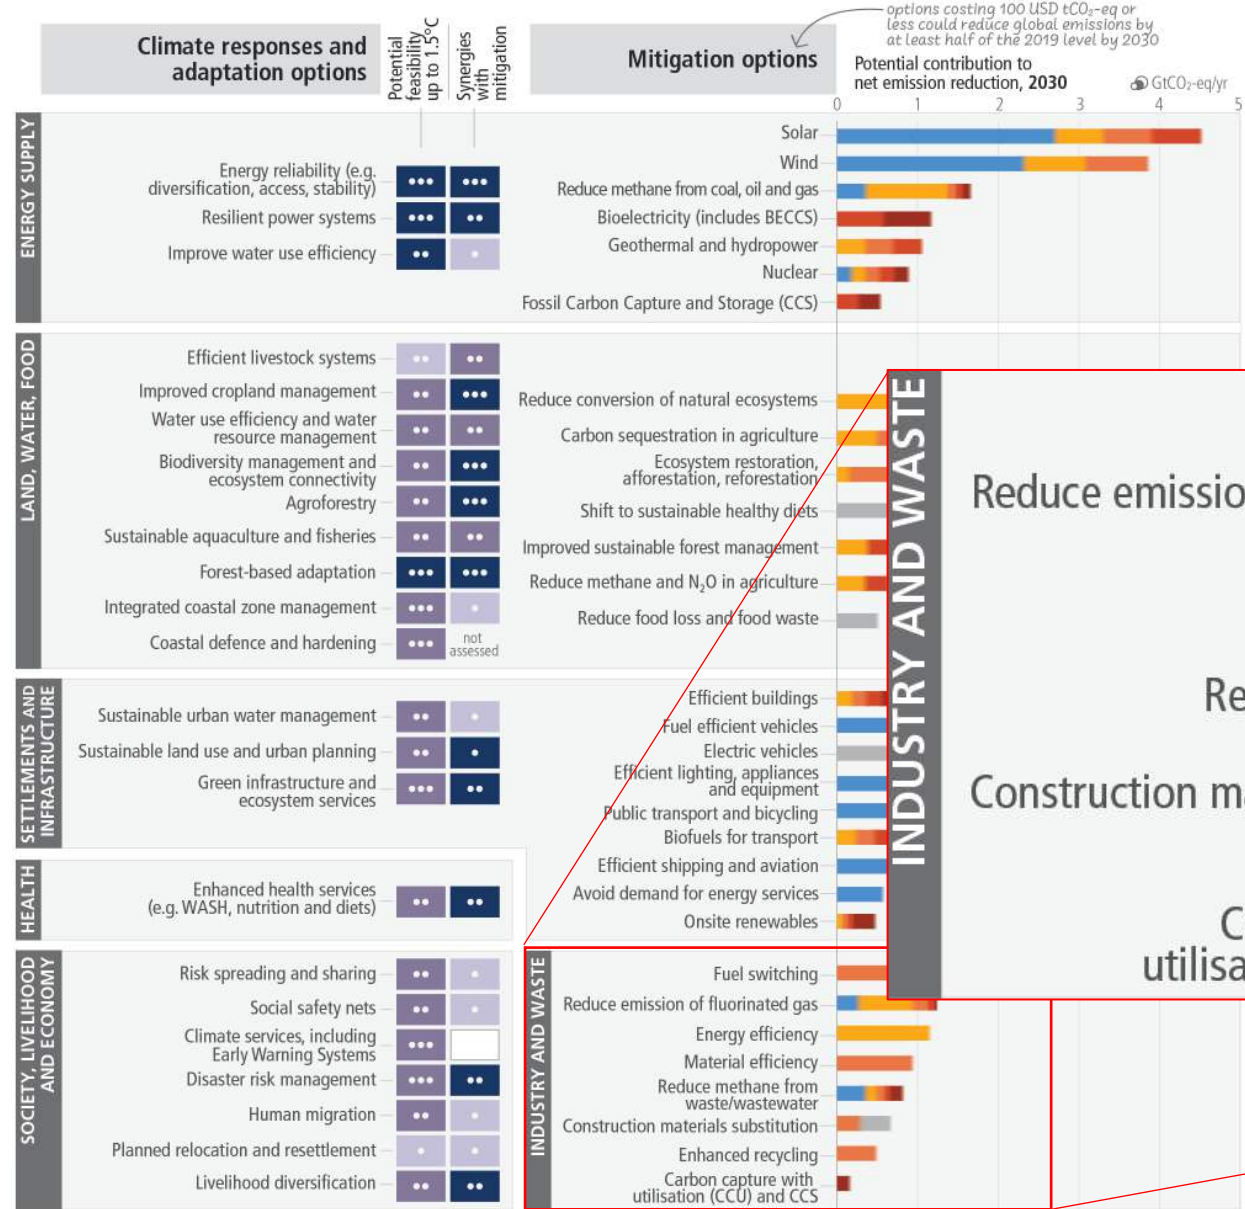 options costing 100 USD tCO₂-eq or
less could reduce global emissions by
at least half of the 2019 level by 2030
Climate responses and
adaptation options
Potential
feasibility
up to 1.5°C
Synergies
with
mitigation
Mitigation options
Potential contribution to
net emission reduction, 2030
GtCO₂-eq/yr
0 1 2 3 4 5
ENERGY SUPPLY
Energy reliability (e.g.
diversification, access, stability)
Resilient power systems
Improve water use efficiency
Solar
Wind
Reduce methane from coal, oil and gas
Bioelectricity (includes BECCS)
Geothermal and hydropower
Nuclear
Fossil Carbon Capture and Storage (CCS)
LAND, WATER, FOOD
Efficient livestock systems
Improved cropland management
Water use efficiency and water
resource management
Biodiversity management and
ecosystem connectivity
Agroforestry
Sustainable aquaculture and fisheries
Forest-based adaptation
Integrated coastal zone management
Coastal defence and hardening
not
assessed
Reduce conversion of natural ecosystems
Carbon sequestration in agriculture
Ecosystem restoration,
afforestation, reforestation
Shift to sustainable healthy diets
Improved sustainable forest management
Reduce methane and N₂O in agriculture
Reduce food loss and food waste
SETTLEMENTS AND
INFRASTRUCTURE
Sustainable urban water management
Sustainable land use and urban planning
Green infrastructure and
ecosystem services
Efficient buildings
Fuel efficient vehicles
Electric vehicles
Efficient lighting, appliances
and equipment
Public transport and bicycling
Biofuels for transport
Efficient shipping and aviation
Avoid demand for energy services
Onsite renewables
HEALTH
Enhanced health services
(e.g. WASH, nutrition and diets)
SOCIETY, LIVELIHOOD
AND ECONOMY
Risk spreading and sharing
Social safety nets
Climate services, including
Early Warning Systems
Disaster risk management
Human migration
Planned relocation and resettlement
Livelihood diversification
INDUSTRY AND WASTE
Fuel switching
Reduce emission of fluorinated gas
Energy efficiency
Material efficiency
Reduce methane from
waste/wastewater
Construction materials substitution
Enhanced recycling
Carbon capture with
utilisation (CCU) and CCS
INDUSTRY AND WASTE
Reduce emissio
Re
Construction ma
C
utilisa